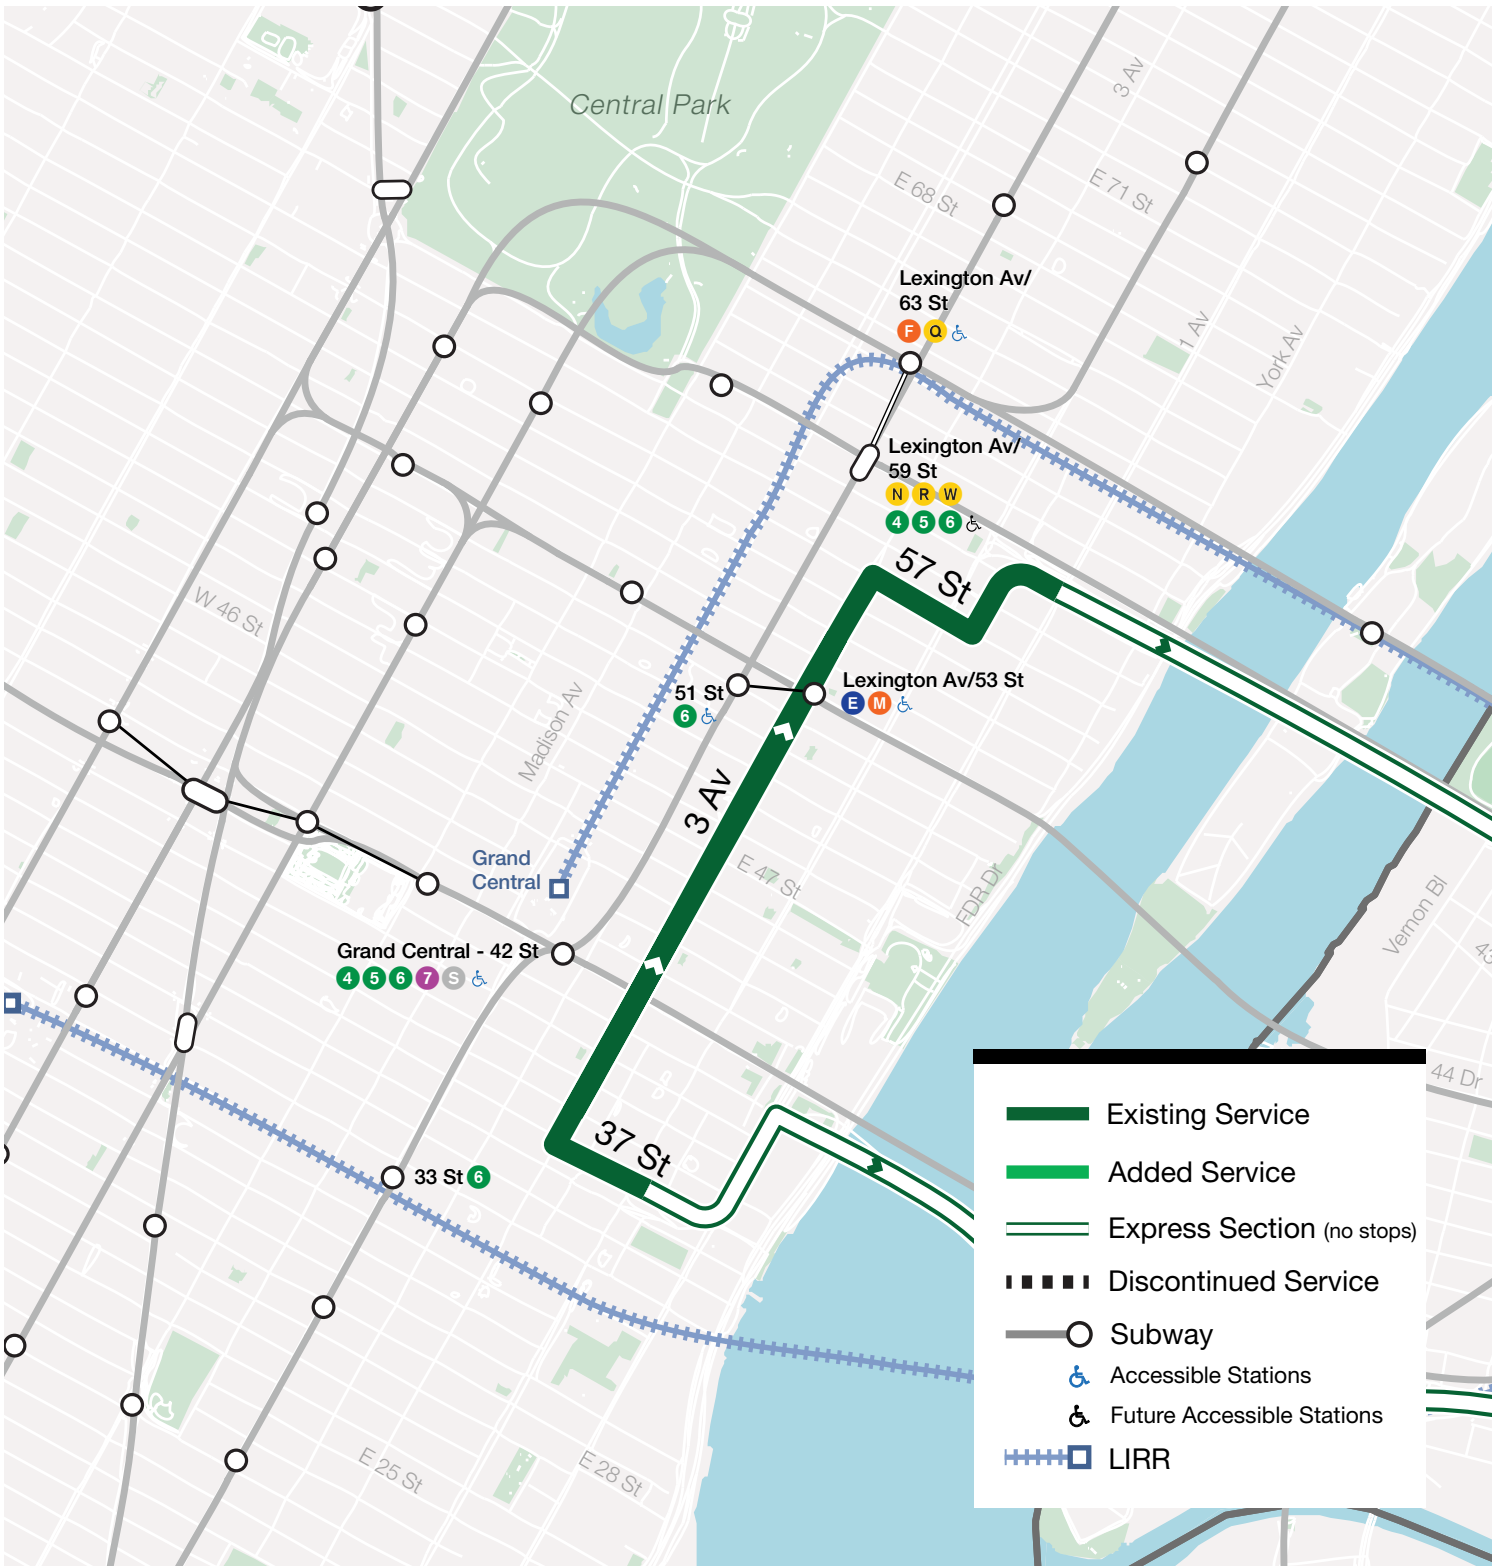 Central Park
3 Av
E 68 St
E 71 St
Lexington Av/
63 St
F Q
1 Av
York Av
Lexington Av/
59 St
N R W
4 5 6
57 St
W 46 St
Madison Av
51 St
6
Lexington Av/53 St
E M
3 Av
Grand
Central
E 47 St
FDR Dr
Vernon Bl
43
Grand Central - 42 St
4 5 6 7 S
44 Dr
37 St
33 St 6
E 25 St
E 28 St
Existing Service
Added Service
Express Section (no stops)
Discontinued Service
Subway
Accessible Stations
Future Accessible Stations
LIRR